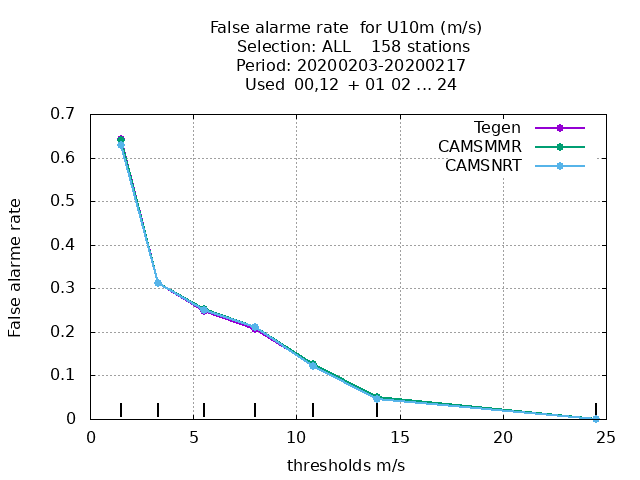 False alarme rate  for U10m (m/s)
Selection: ALL    158 stations
Period: 20200203-20200217
Used  00,12  + 01 02 ... 24
Tegen
CAMSMMR
CAMSNRT
False alarme rate
0.7
0.6
0.5
0.4
0.3
0.2
0.1
0
0 5 10 15 20 25
thresholds m/s